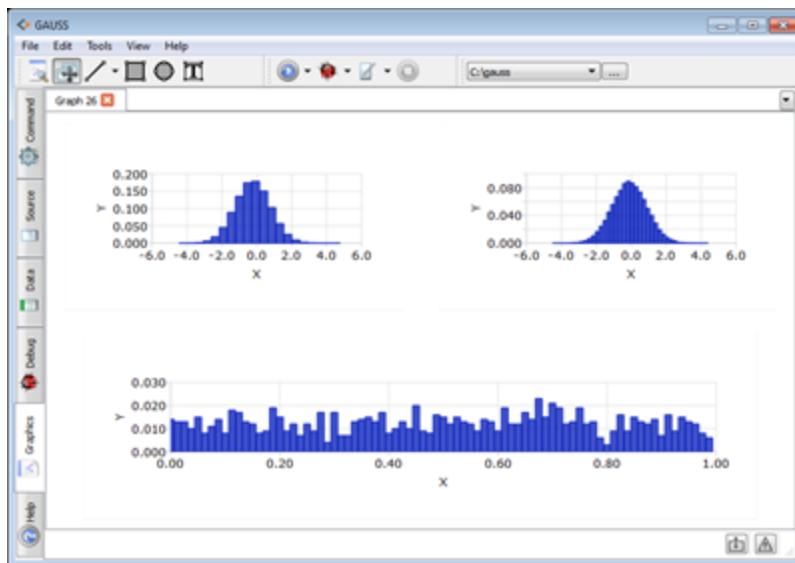 GAUSS
File Edit Tools View Help
T
C:\gauss
...
Graph 26
Command
Source
Data
Debug
Graphics
Help
0.200
0.150
0.100
0.050
0.000
Y
-6.0 -4.0 -2.0 0.0 2.0 4.0 6.0
X
0.080
0.040
0.000
Y
-6.0 -4.0 -2.0 0.0 2.0 4.0 6.0
X
0.030
0.020
0.010
0.000
Y
0.00 0.20 0.40 0.60 0.80 1.00
X